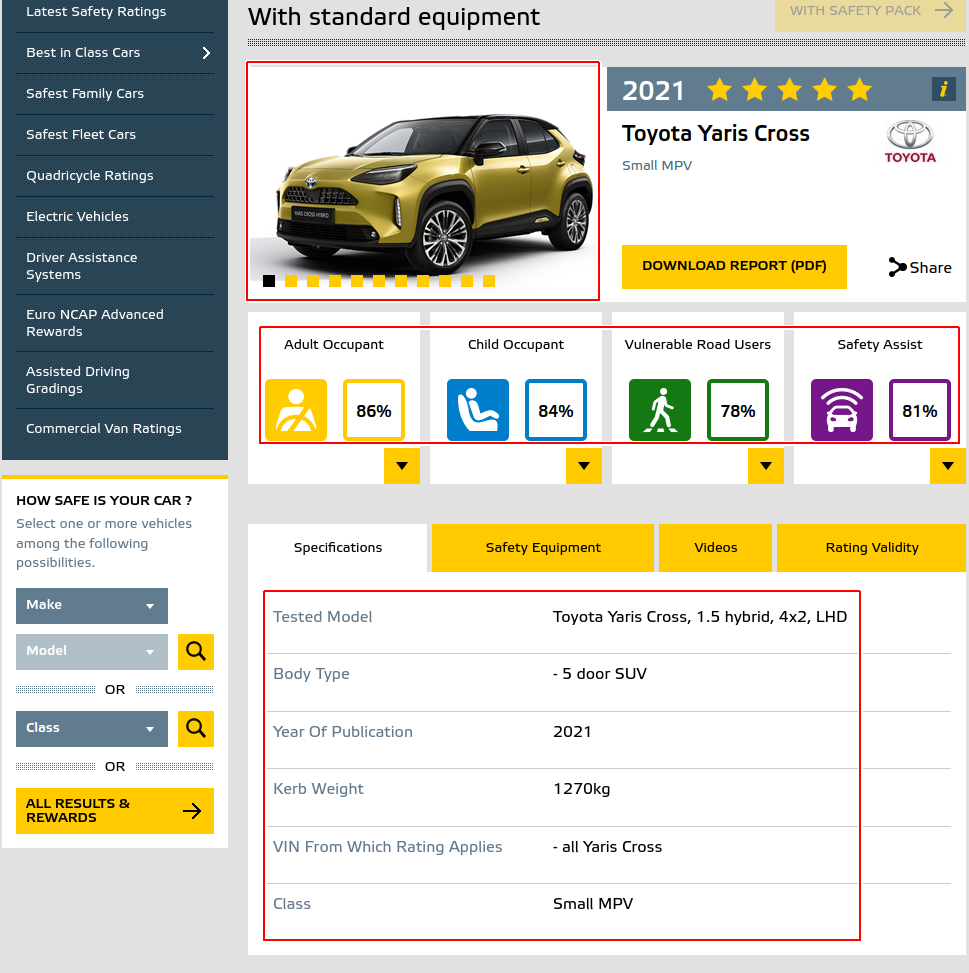 Latest Safety Ratings
Best in Class Cars
Safest Family Cars
Safest Fleet Cars
Quadricycle Ratings
Electric Vehicles
Driver Assistance
Systems
Euro NCAP Advanced
Rewards
Assisted Driving
Gradings
Commercial Van Ratings
HOW SAFE IS YOUR CAR ?
Select one or more vehicles
among the following
possibilities.
Make
Model
OR
Class
OR
ALL RESULTS &
REWARDS
With standard equipment
WITH SAFETY PACK
YARIS CROSS HYBRID
2021
i
Toyota Yaris Cross
Small MPV
TOYOTA
DOWNLOAD REPORT (PDF)
Share
Adult Occupant
86%
Child Occupant
84%
Vulnerable Road Users
78%
Safety Assist
81%
Specifications
Safety Equipment
Videos
Rating Validity
Tested Model Toyota Yaris Cross, 1.5 hybrid, 4x2, LHD
Body Type - 5 door SUV
Year Of Publication 2021
Kerb Weight 1270kg
VIN From Which Rating Applies - all Yaris Cross
Class Small MPV